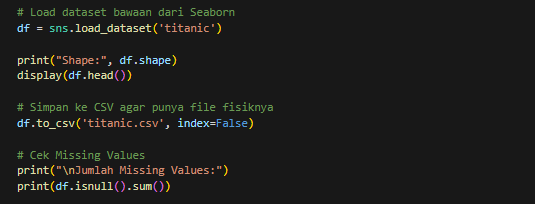 # Load dataset bawaan dari Seaborn
df = sns.load_dataset('titanic')
print("Shape:", df.shape)
display(df.head())
# Simpan ke CSV agar punya file fisiknya
df.to_csv('titanic.csv', index=False)
# Cek Missing Values
print("\nJumlah Missing Values:")
print(df.isnull().sum())